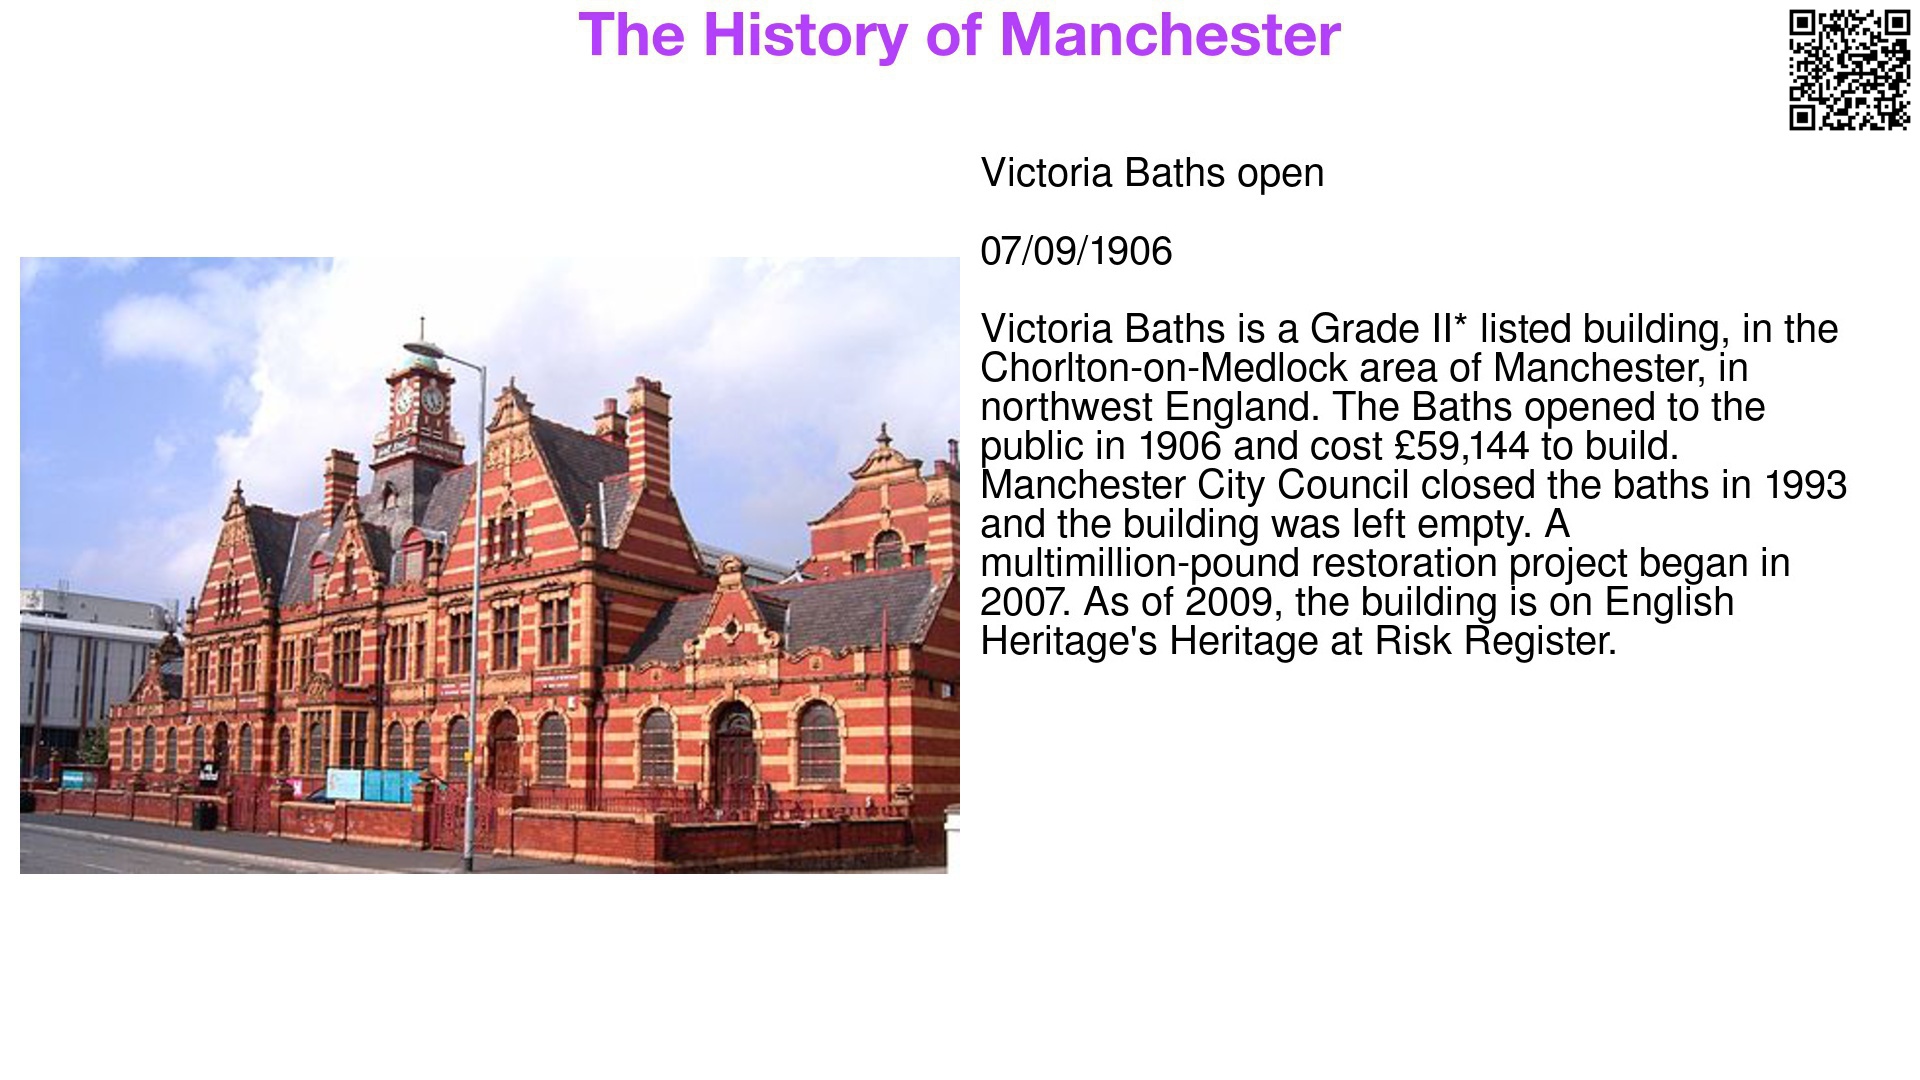 The History of Manchester
Victoria Baths open
07/09/1906
Victoria Baths is a Grade II* listed building, in the
Chorlton-on-Medlock area of Manchester, in
northwest England. The Baths opened to the
public in 1906 and cost £59,144 to build.
Manchester City Council closed the baths in 1993
and the building was left empty. A
multimillion-pound restoration project began in
2007. As of 2009, the building is on English
Heritage's Heritage at Risk Register.